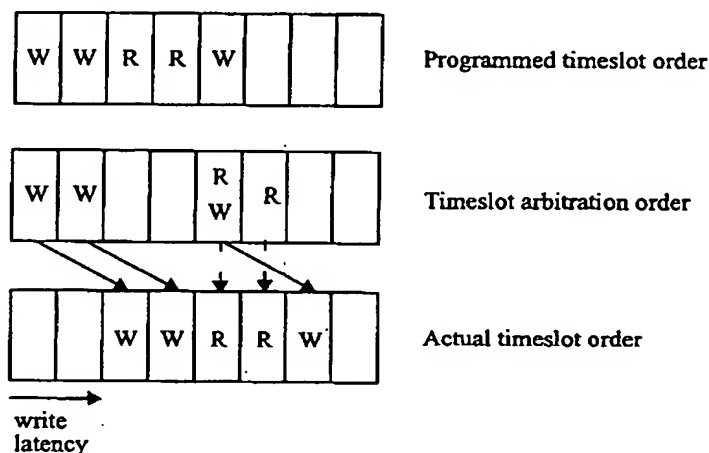 W W R R W Programmed timeslot order
W W R R Timeslot arbitration order
W
W W R R W Actual timeslot order
write
latency